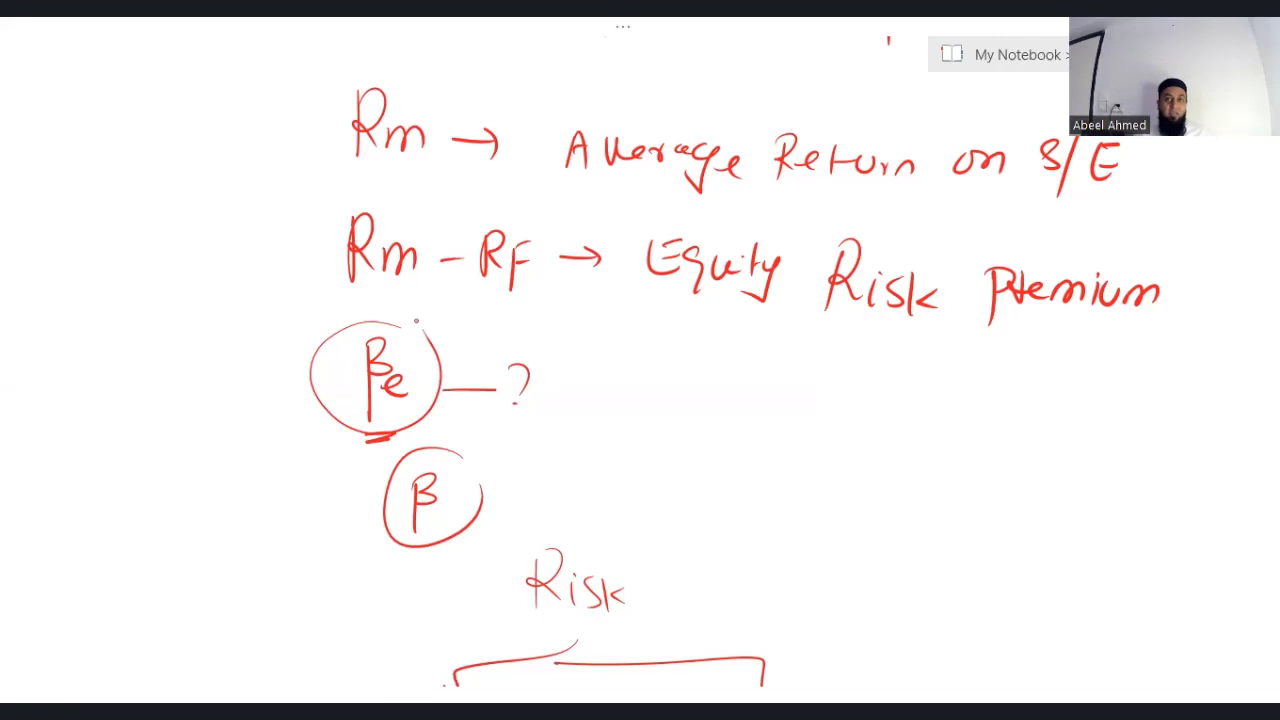 My Notebook >
Abeel Ahmed
Rm → Average Return on S/E
Rm - RF → Equity Risk Premium
βe — ?
β
Risk